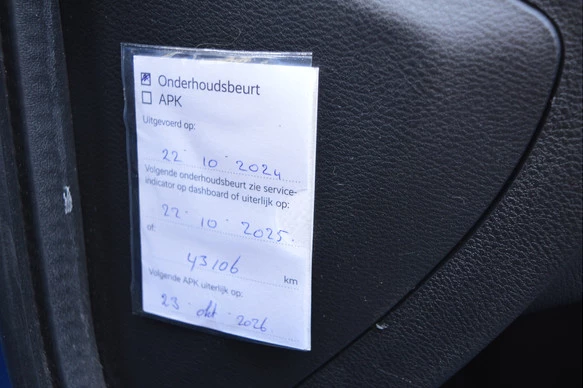 Onderhoudsbeurt
APK
Uitgevoerd op:
22 10 2024
Volgende onderhoudsbeurt zie service-
indicator op dashboard of uiterlijk op:
22 10 2025.
of:
43106 km
Volgende APK uiterlijk op:
23 okt 2026